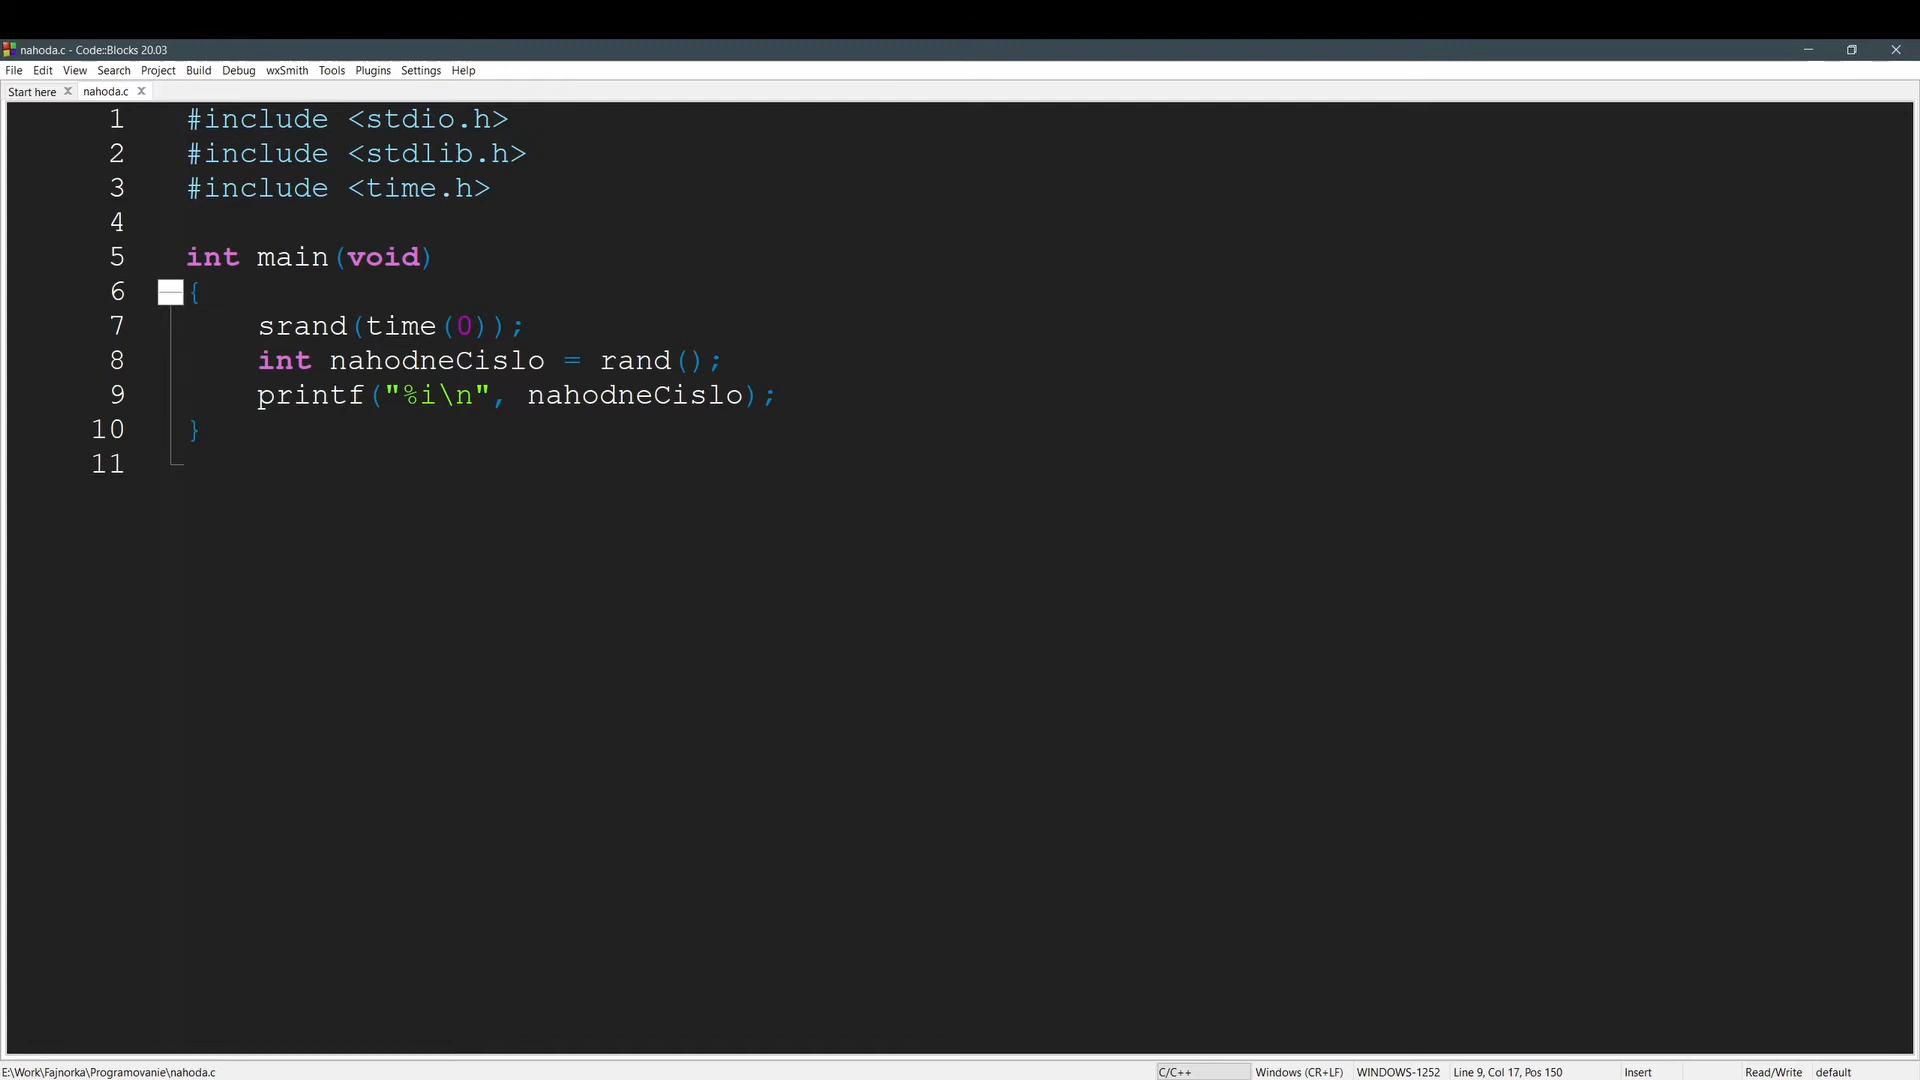 nahoda.c - Code::Blocks 20.03
File Edit View Search Project Build Debug wxSmith Tools Plugins Settings Help
Start here nahoda.c
1 #include <stdio.h>
2 #include <stdlib.h>
3 #include <time.h>
4
5 int main(void)
6 {
7 srand(time(0));
8 int nahodneCislo = rand();
9 printf("%i\n", nahodneCislo);
10 }
11
E:\Work\Fajnorka\Programovanie\nahoda.c C/C++ Windows (CR+LF) WINDOWS-1252 Line 9, Col 17, Pos 150 Insert Read/Write default